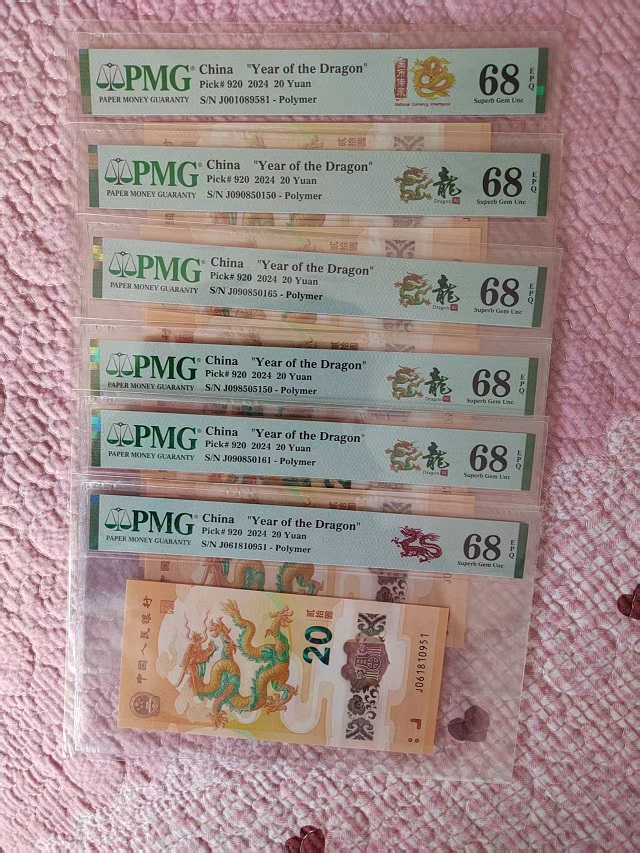 PMG
PAPER MONEY GUARANTY
China "Year of the Dragon"
Pick# 920 2024 20 Yuan
S/N J001089581 - Polymer
National Currency Inheritance
68 EPQ
Superb Gem Unc
PMG
PAPER MONEY GUARANTY
China "Year of the Dragon"
Pick# 920 2024 20 Yuan
S/N J090850150 - Polymer
龍
Dragon
68 EPQ
Superb Gem Unc
PMG
PAPER MONEY GUARANTY
China "Year of the Dragon"
Pick# 920 2024 20 Yuan
S/N J090850165 - Polymer
龍
Dragon
68 EPQ
Superb Gem Unc
PMG
PAPER MONEY GUARANTY
China "Year of the Dragon"
Pick# 920 2024 20 Yuan
S/N J098505150 - Polymer
龍
Dragon
68 EPQ
Superb Gem Unc
PMG
PAPER MONEY GUARANTY
China "Year of the Dragon"
Pick# 920 2024 20 Yuan
S/N J090850161 - Polymer
龍
Dragon
68 EPQ
Superb Gem Unc
PMG
PAPER MONEY GUARANTY
China "Year of the Dragon"
Pick# 920 2024 20 Yuan
S/N J061810951 - Polymer
68 EPQ
Superb Gem Unc
中国人民银行
贰拾圆
20
J061810951